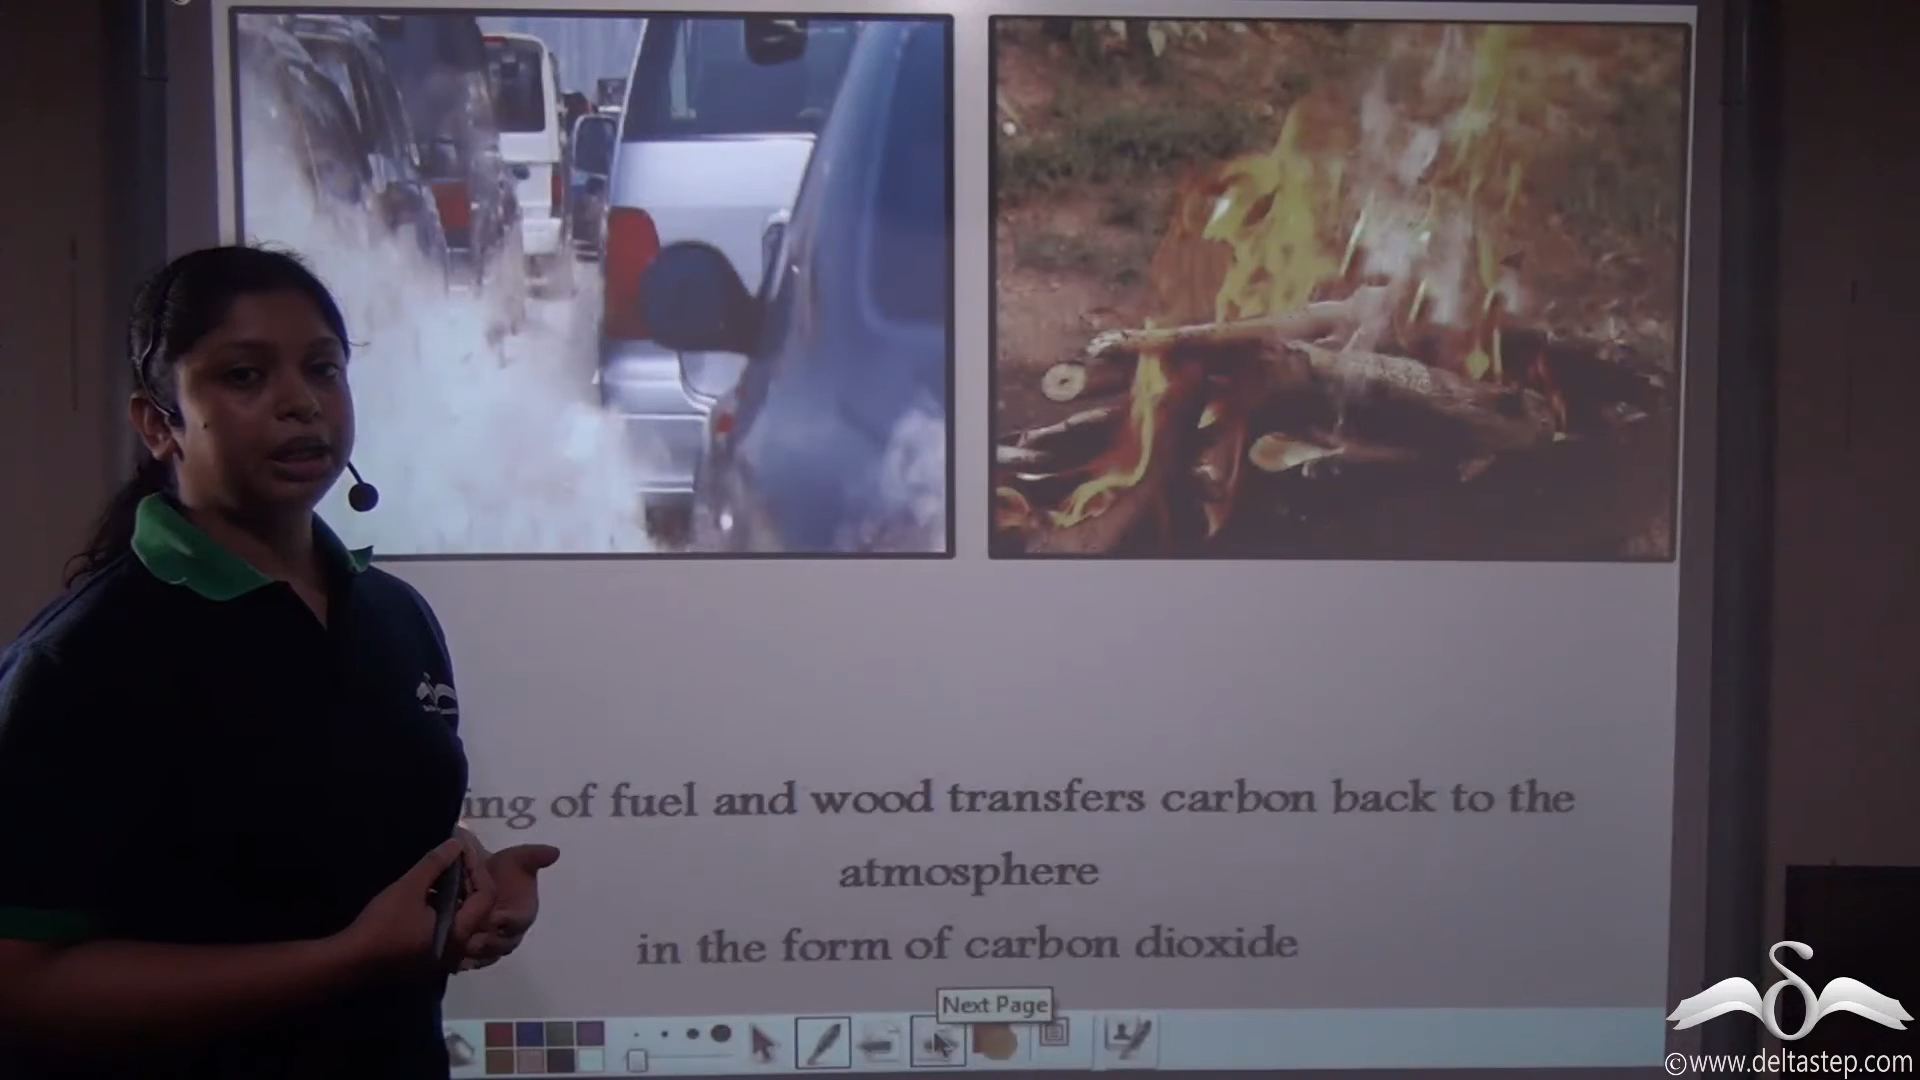 ing of fuel and wood transfers carbon back to the
atmosphere
in the form of carbon dioxide
Next Page
©www.deltastep.com